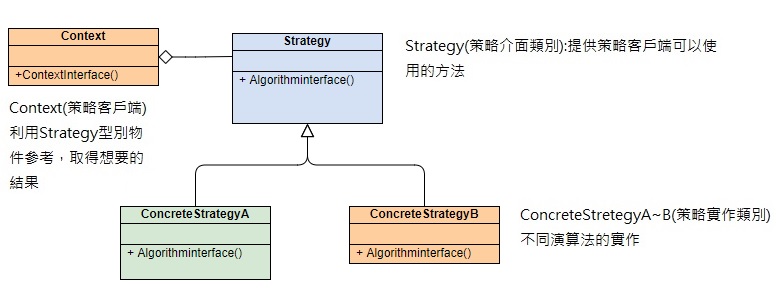 Context
+ContextInterface()
Strategy
+ Algorithminterface()
Strategy(策略介面類別):提供策略客戶端可以使
用的方法
Context(策略客戶端)
利用Strategy型別物
件參考，取得想要的
結果
ConcreteStrategyA
+ Algorithminterface()
ConcreteStrategyB
+ Algorithminterface()
ConcreteStretegyA~B(策略實作類別)
不同演算法的實作